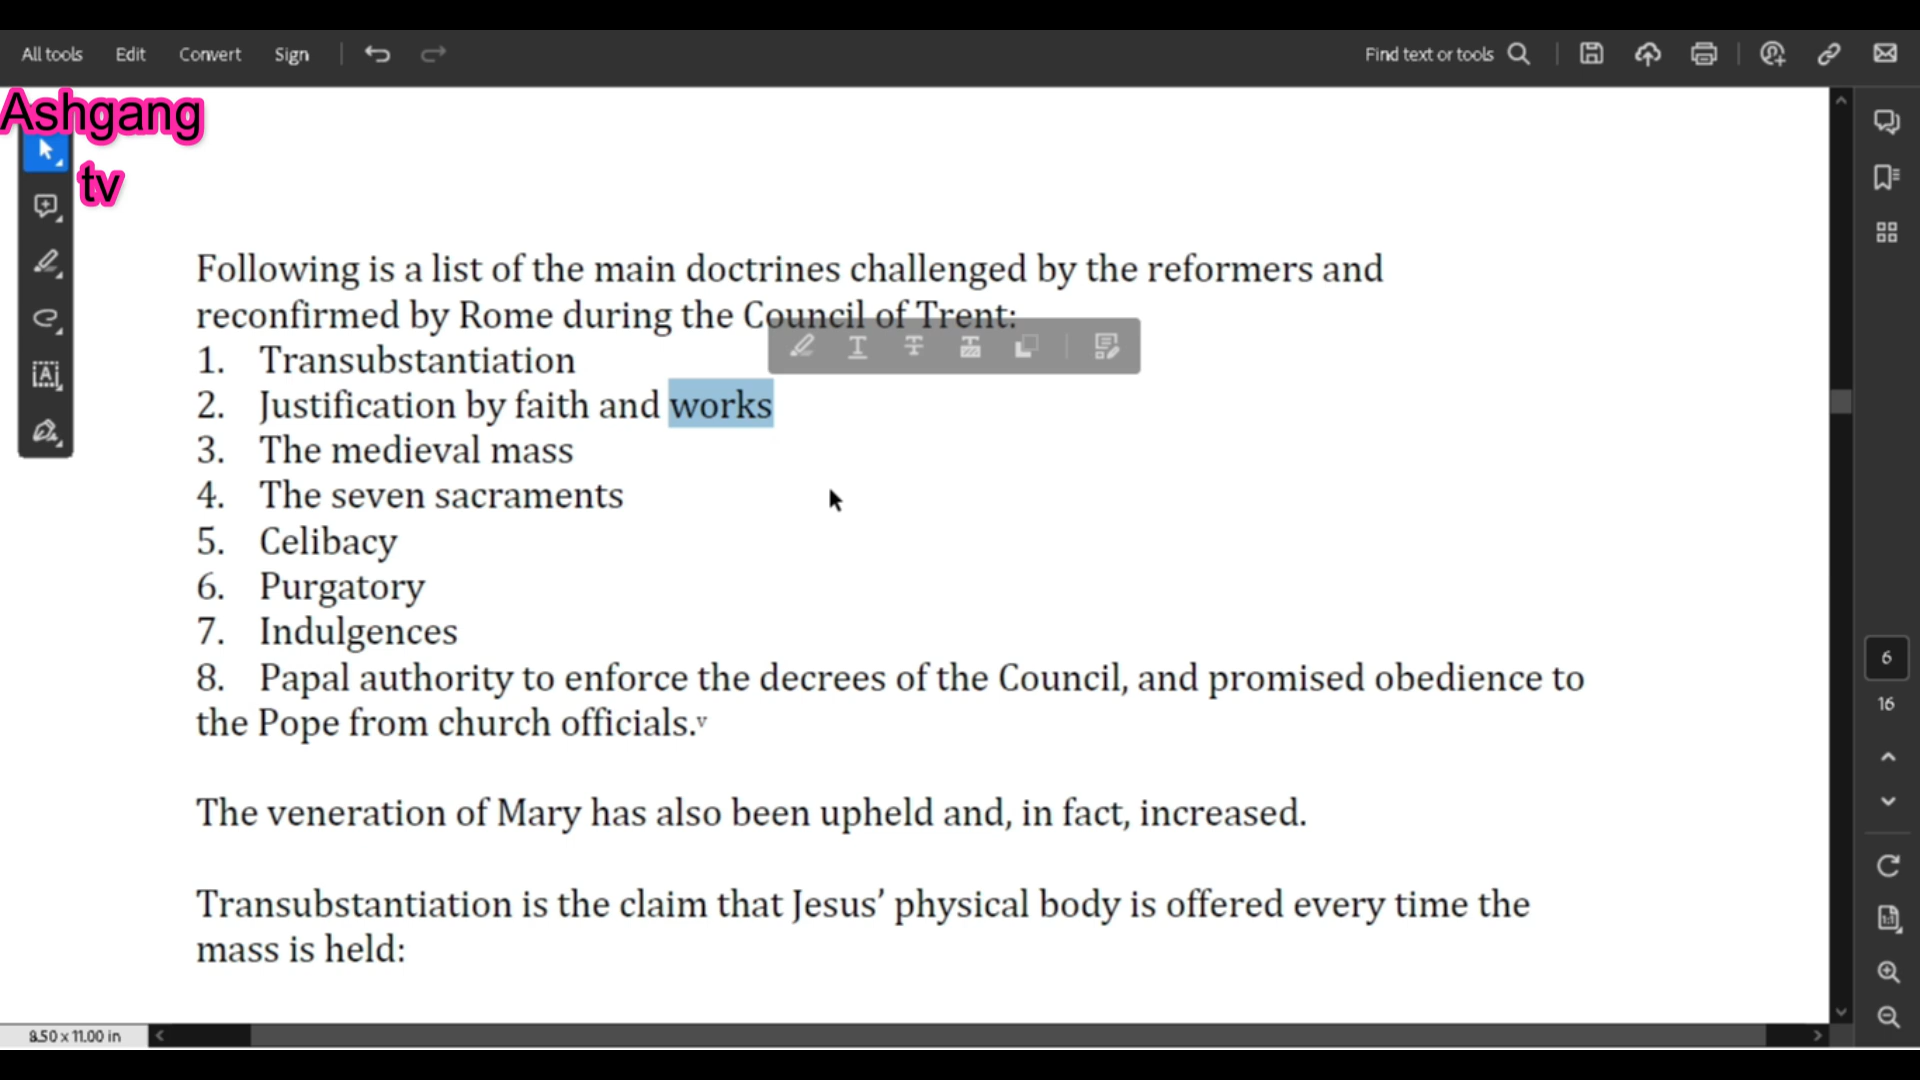 All tools Edit Convert Sign Find text or tools
Ashgang
tv
Following is a list of the main doctrines challenged by the reformers and
reconfirmed by Rome during the Council of Trent:
1. Transubstantiation
2. Justification by faith and works
3. The medieval mass
4. The seven sacraments
5. Celibacy
6. Purgatory
7. Indulgences
8. Papal authority to enforce the decrees of the Council, and promised obedience to
the Pope from church officials.ᵛ
The veneration of Mary has also been upheld and, in fact, increased.
Transubstantiation is the claim that Jesus’ physical body is offered every time the
mass is held:
6
16
8.50 x 11.00 in